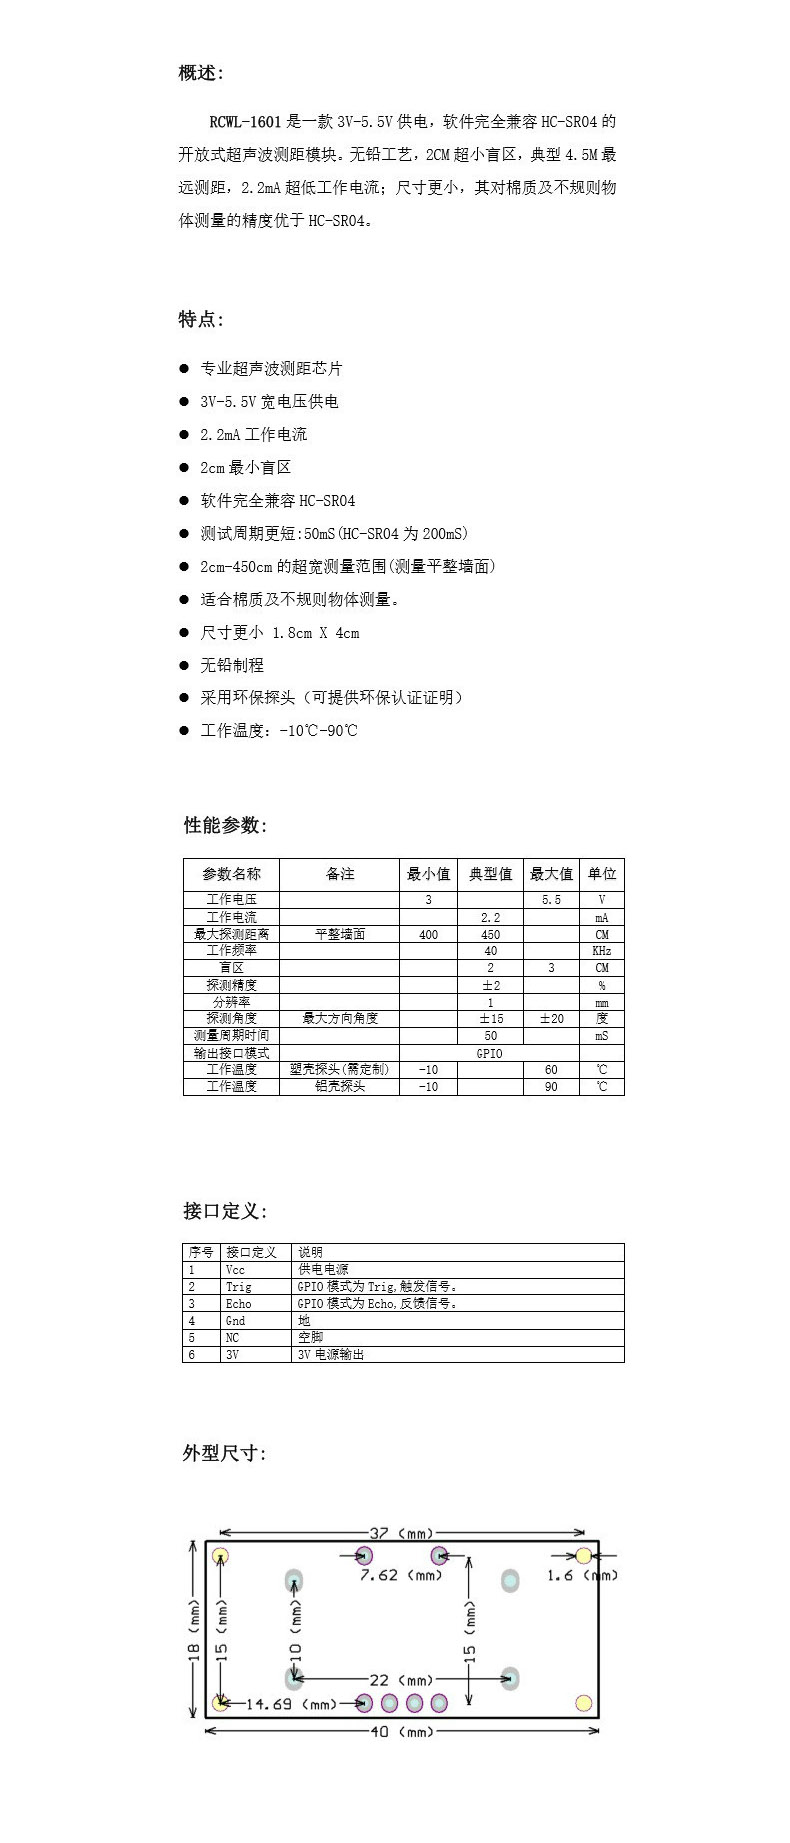 概述:
RCWL-1601 是一款 3V-5.5V 供电，软件完全兼容 HC-SR04 的
开放式超声波测距模块。无铅工艺，2CM 超小盲区，典型 4.5M 最
远测距，2.2mA 超低工作电流；尺寸更小，其对棉质及不规则物
体测量的精度优于 HC-SR04。
特点:
● 专业超声波测距芯片
● 3V-5.5V 宽电压供电
● 2.2mA 工作电流
● 2cm 最小盲区
● 软件完全兼容 HC-SR04
● 测试周期更短:50mS(HC-SR04 为 200mS)
● 2cm-450cm 的超宽测量范围(测量平整墙面)
● 适合棉质及不规则物体测量。
● 尺寸更小 1.8cm X 4cm
● 无铅制程
● 采用环保探头（可提供环保认证证明）
● 工作温度：-10℃-90℃
性能参数:
参数名称 备注 最小值 典型值 最大值 单位
工作电压 3 5.5 V
工作电流 2.2 mA
最大探测距离 平整墙面 400 450 CM
工作频率 40 KHz
盲区 2 3 CM
探测精度 ±2 %
分辨率 1 mm
探测角度 最大方向角度 ±15 ±20 度
测量周期时间 50 mS
输出接口模式 GPIO
工作温度 塑壳探头(需定制) -10 60 ℃
工作温度 铝壳探头 -10 90 ℃
接口定义:
序号 接口定义 说明
1 Vcc 供电电源
2 Trig GPIO 模式为 Trig,触发信号。
3 Echo GPIO 模式为 Echo,反馈信号。
4 Gnd 地
5 NC 空脚
6 3V 3V 电源输出
外型尺寸:
37 (mm)
7.62 (mm)
1.6 (mm)
18 (mm)
15 (mm)
10 (mm)
15 (mm)
22 (mm)
14.69 (mm)
40 (mm)